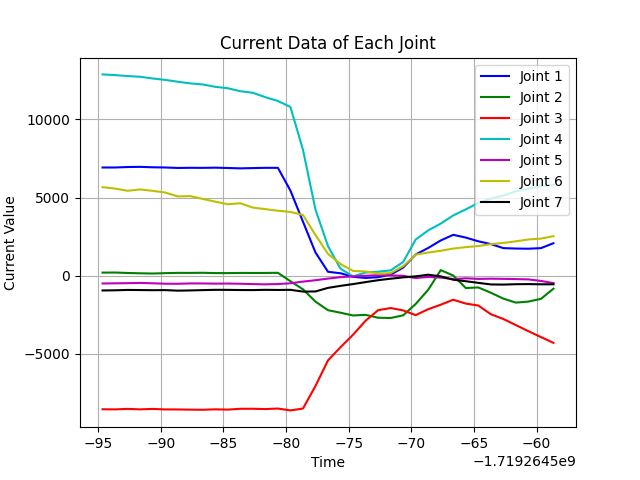 Current Data of Each Joint
Joint 1
Joint 2
Joint 3
Joint 4
Joint 5
Joint 6
Joint 7
Current Value
10000
5000
0
−5000
−95 −90 −85 −80 −75 −70 −65 −60
Time
−1.7192645e9